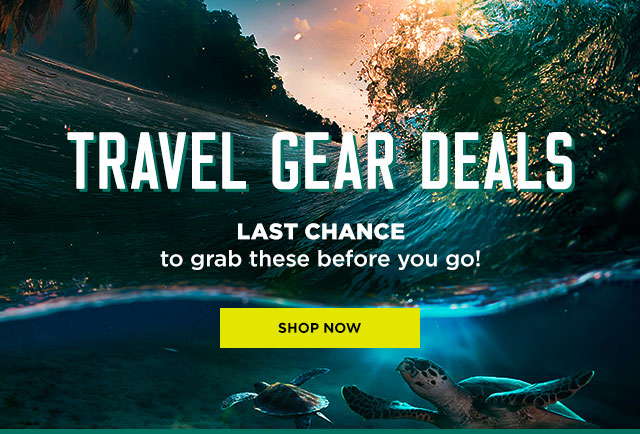 TRAVEL GEAR DEALS
LAST CHANCE
to grab these before you go!
SHOP NOW